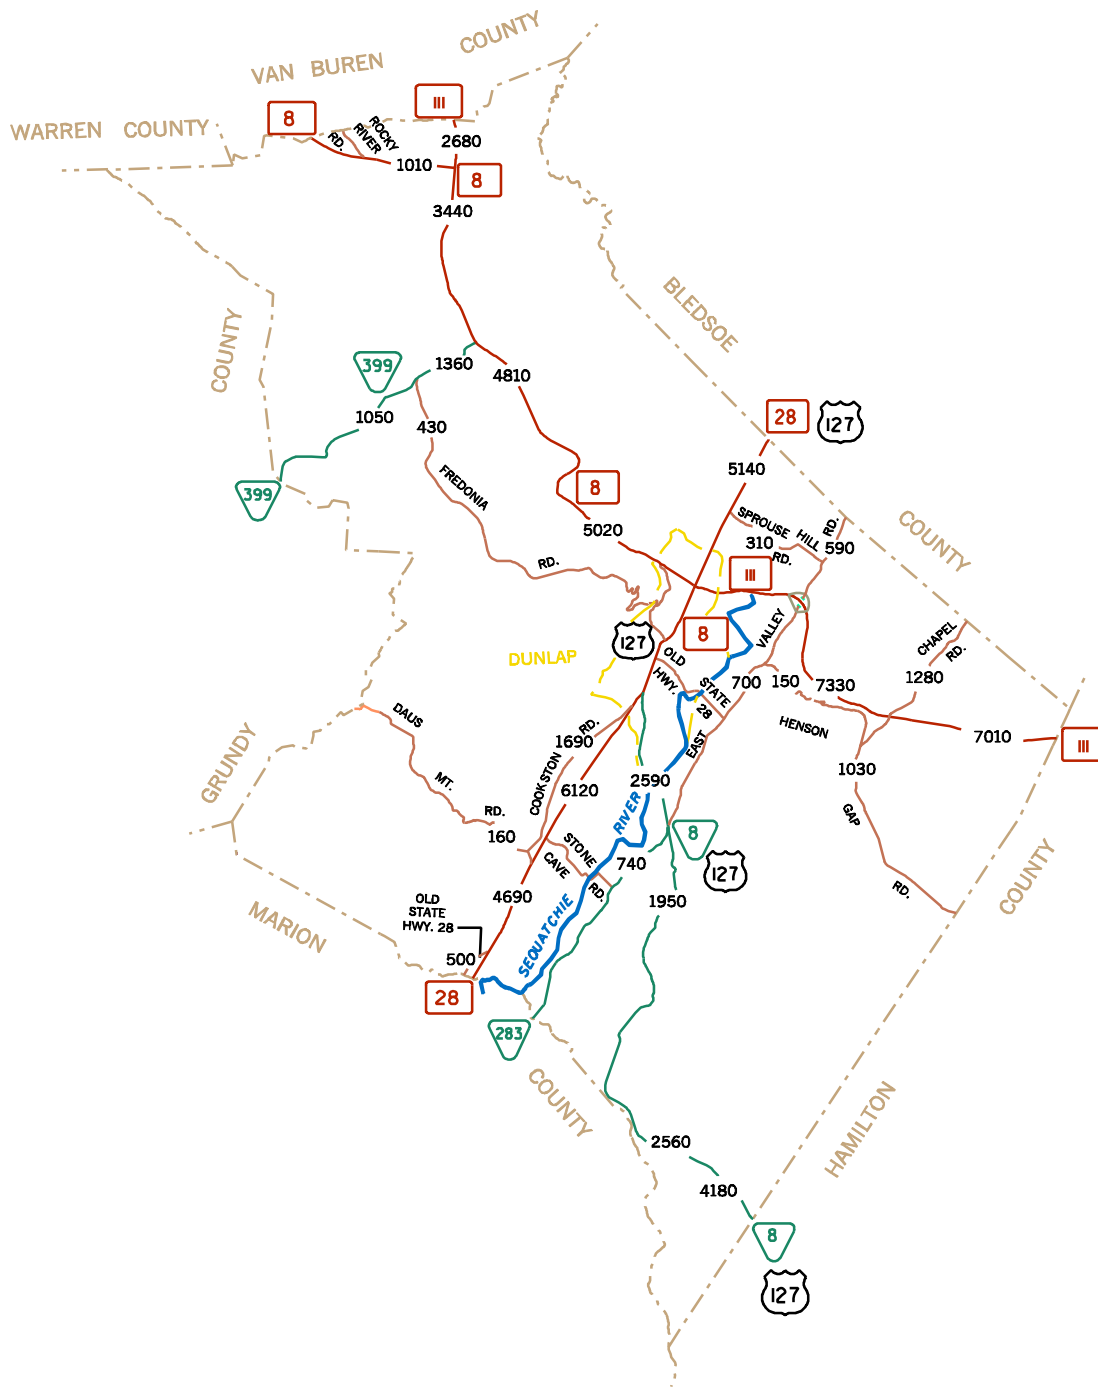 COUNTY
VAN BUREN
WARREN COUNTY
8
III
ROCKY
RIVER
RD.
2680
1010
8
3440
BLEDSOE
COUNTY
399
1360
4810
1050
430
28
127
5140
399
FREDONIA
8
5020
SPROUSE
HILL
RD.
310
RD.
590
COUNTY
RD.
III
127
8
VALLEY
CHAPEL
RD.
DUNLAP
OLD
HWY.
STATE
28
700
150
7330
1280
HENSON
DAUS
1690
RD.
EAST
7010
III
GRUNDY
MT.
COOKSTON
6120
2590
1030
RD.
160
RIVER
GAP
8
STONE
CAVE
RD.
740
127
RD.
COUNTY
OLD
STATE
HWY. 28
4690
1950
MARION
SEQUATCHIE
500
28
283
COUNTY
HAMILTON
2560
4180
8
127